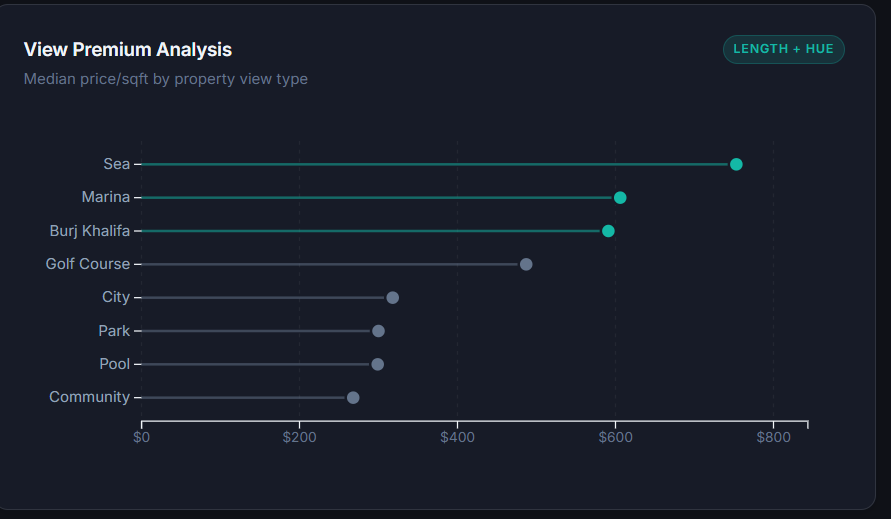 View Premium Analysis
LENGTH + HUE
Median price/sqft by property view type
Sea
Marina
Burj Khalifa
Golf Course
City
Park
Pool
Community
$0 $200 $400 $600 $800